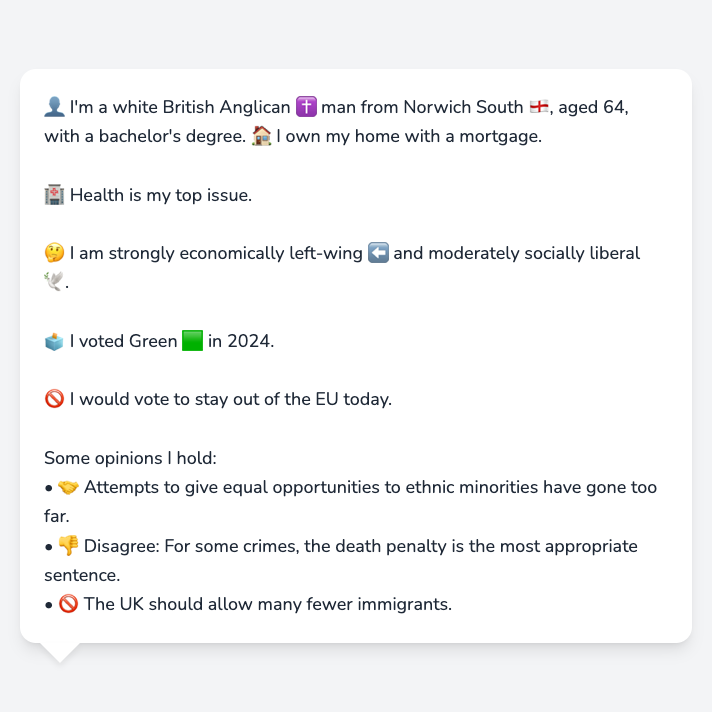 👤 I'm a white British Anglican ✝️ man from Norwich South 🏴󠁧󠁢󠁥󠁮󠁧󠁿, aged 64,
with a bachelor's degree. 🏠 I own my home with a mortgage.
🏥 Health is my top issue.
🤔 I am strongly economically left-wing ⬅️ and moderately socially liberal
🕊️.
🗳️ I voted Green 🟩 in 2024.
🚫 I would vote to stay out of the EU today.
Some opinions I hold:
• 🤝 Attempts to give equal opportunities to ethnic minorities have gone too
far.
• 👎 Disagree: For some crimes, the death penalty is the most appropriate
sentence.
• 🚫 The UK should allow many fewer immigrants.